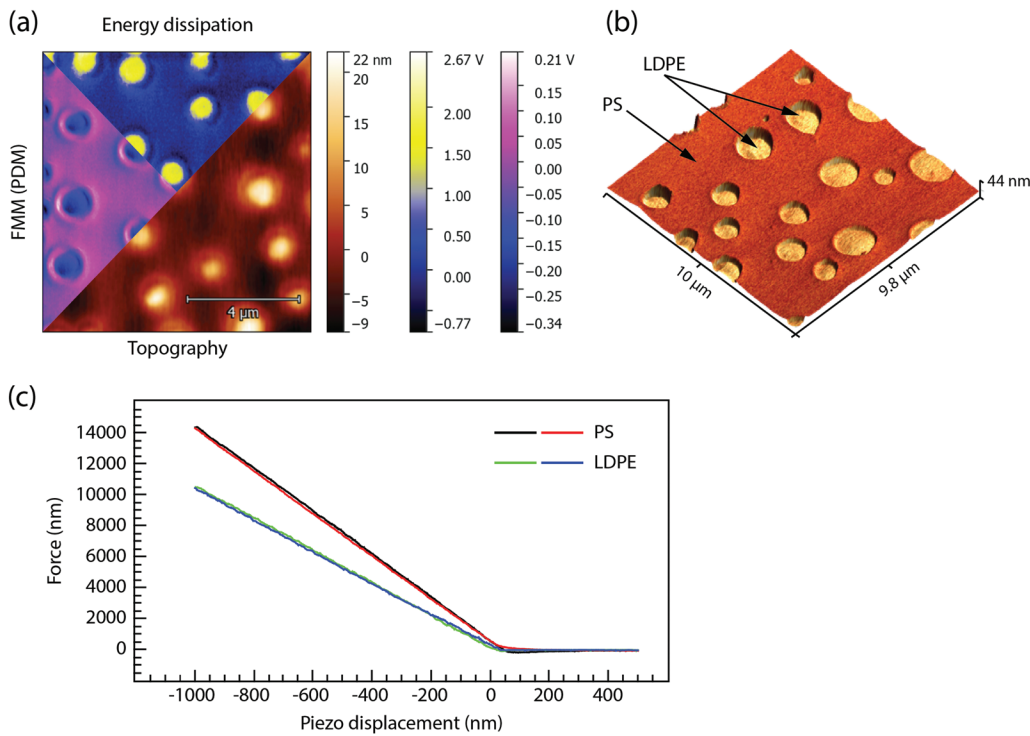 (a)
Energy dissipation
FMM (PDM)
Topography
4 µm
22 nm
20
15
10
5
0
−5
−9
2.67 V
2.00
1.50
1.00
0.50
0.00
−0.77
0.21 V
0.15
0.10
0.05
0.00
−0.05
−0.10
−0.15
−0.20
−0.25
−0.34
(b)
LDPE
PS
44 nm
10 µm
9.8 µm
(c)
14000
12000
10000
8000
6000
4000
2000
0
Force (nm)
PS
LDPE
-1000 -800 -600 -400 -200 0 200 400
Piezo displacement (nm)